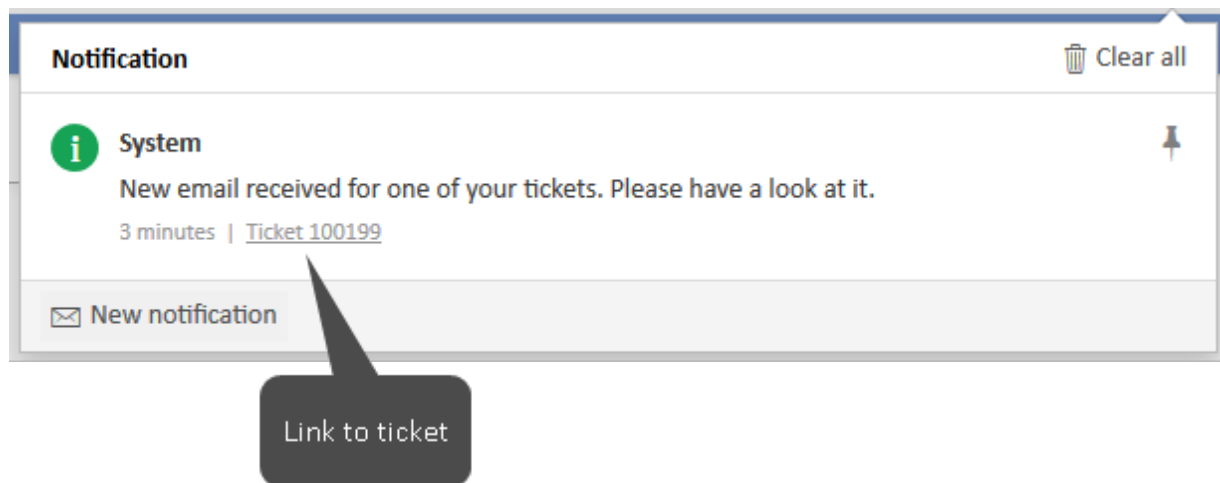 Notification
Clear all
System
New email received for one of your tickets. Please have a look at it.
3 minutes | Ticket 100199
New notification
Link to ticket